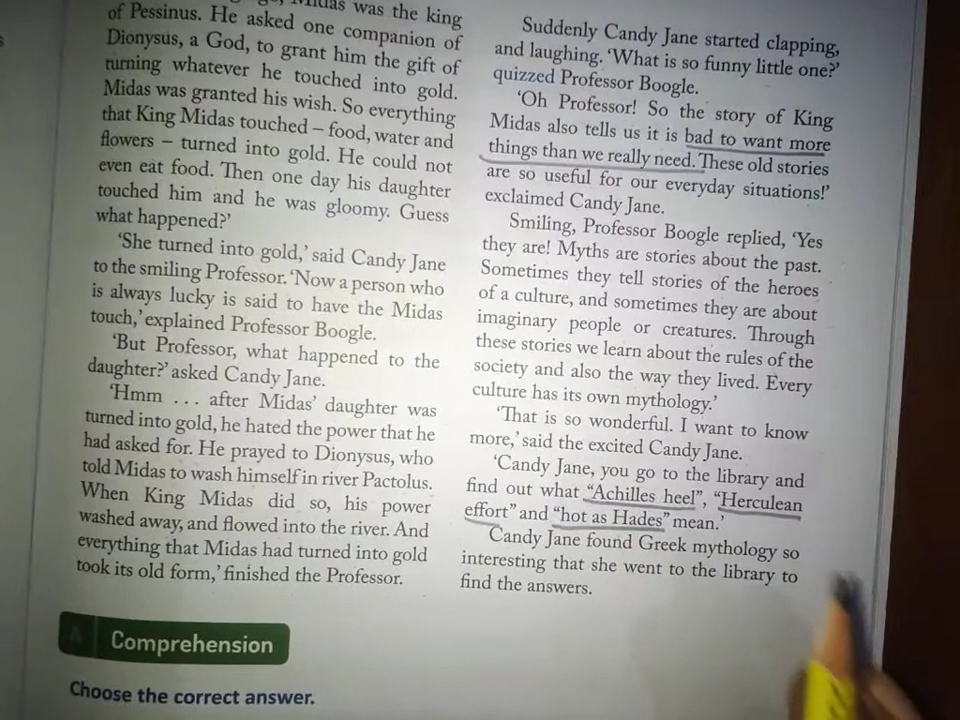 Midas was the king
of Pessinus. He asked one companion of
Dionysus, a God, to grant him the gift of
turning whatever he touched into gold.
Midas was granted his wish. So everything
that King Midas touched – food, water and
flowers – turned into gold. He could not
even eat food. Then one day his daughter
touched him and he was gloomy. Guess
what happened?’
‘She turned into gold,’ said Candy Jane
to the smiling Professor. ‘Now a person who
is always lucky is said to have the Midas
touch,’ explained Professor Boogle.
‘But Professor, what happened to the
daughter?’ asked Candy Jane.
‘Hmm . . . after Midas’ daughter was
turned into gold, he hated the power that he
had asked for. He prayed to Dionysus, who
told Midas to wash himself in river Pactolus.
When King Midas did so, his power
washed away, and flowed into the river. And
everything that Midas had turned into gold
took its old form,’ finished the Professor.
Suddenly Candy Jane started clapping,
and laughing. ‘What is so funny little one?’
quizzed Professor Boogle.
‘Oh Professor! So the story of King
Midas also tells us it is bad to want more
things than we really need. These old stories
are so useful for our everyday situations!’
exclaimed Candy Jane.
Smiling, Professor Boogle replied, ‘Yes
they are! Myths are stories about the past.
Sometimes they tell stories of the heroes
of a culture, and sometimes they are about
imaginary people or creatures. Through
these stories we learn about the rules of the
society and also the way they lived. Every
culture has its own mythology.’
‘That is so wonderful. I want to know
more,’ said the excited Candy Jane.
‘Candy Jane, you go to the library and
find out what “Achilles heel”, “Herculean
effort” and “hot as Hades” mean.’
Candy Jane found Greek mythology so
interesting that she went to the library to
find the answers.
A Comprehension
Choose the correct answer.